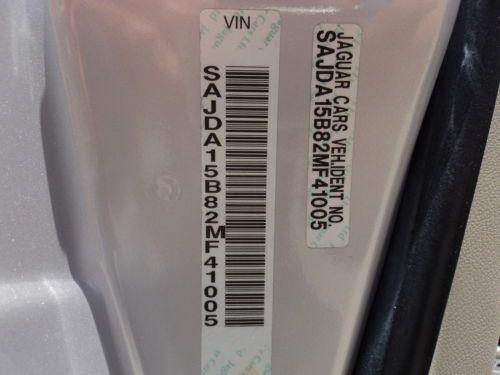 VIN
SAJDA15B82MF41005
JAGUAR CARS VEH.IDENT NO.
SAJDA15B82MF41005